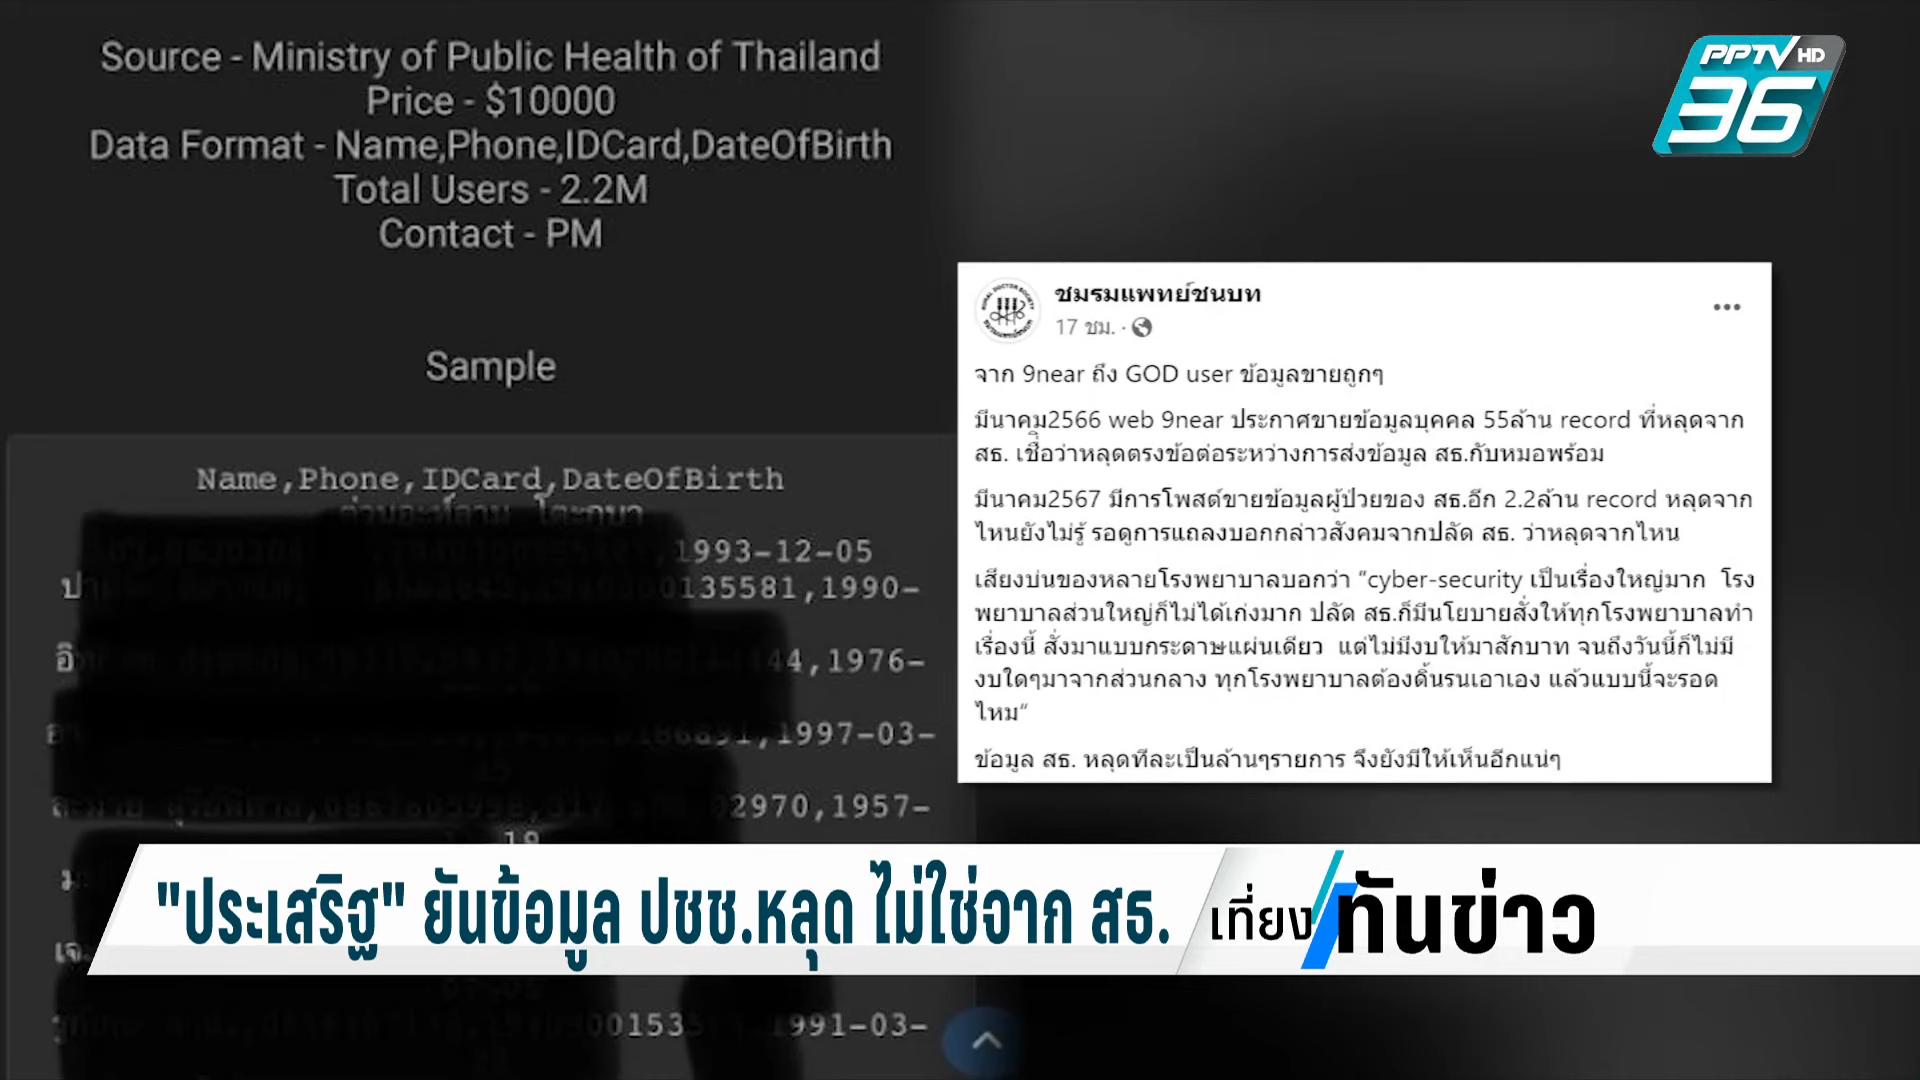 Source - Ministry of Public Health of Thailand
Price - $10000
Data Format - Name,Phone,IDCard,DateOfBirth
Total Users - 2.2M
Contact - PM
Sample
Name,Phone,IDCard,DateOfBirth
,1993-12-05
135581,1990-
44,1976-
,1997-03-
02970,1957-
19
1991-03-
PPTV HD
36
ชมรมแพทย์ชนบท
17 ชม.
จาก 9near ถึง GOD user ข้อมูลขายถูกๆ
มีนาคม2566 web 9near ประกาศขายข้อมูลบุคคล 55ล้าน record ที่หลุดจาก
สธ. เชื่อว่าหลุดตรงข้อต่อระหว่างการส่งข้อมูล สธ.กับหมอพร้อม
มีนาคม2567 มีการโพสต์ขายข้อมูลผู้ป่วยของ สธ.อีก 2.2ล้าน record หลุดจาก
ไหนยังไม่รู้ รอดูการแถลงบอกกล่าวสังคมจากปลัด สธ. ว่าหลุดจากไหน
เสียงบ่นของหลายโรงพยาบาลบอกว่า “cyber-security เป็นเรื่องใหญ่มาก โรง
พยาบาลส่วนใหญ่ก็ไม่ได้เก่งมาก ปลัด สธ.ก็มีนโยบายสั่งให้ทุกโรงพยาบาลทำ
เรื่องนี้ สั่งมาแบบกระดาษแผ่นเดียว แต่ไม่มีงบให้มาสักบาท จนถึงวันนี้ก็ไม่มี
งบใดๆมาจากส่วนกลาง ทุกโรงพยาบาลต้องดิ้นรนเอาเอง แล้วแบบนี้จะรอด
ไหม“
ข้อมูล สธ. หลุดทีละเป็นล้านๆรายการ จึงยังมีให้เห็นอีกแน่ๆ
"ประเสริฐ" ยันข้อมูล ปชช.หลุด ไม่ใช่จาก สธ.
เที่ยงทันข่าว